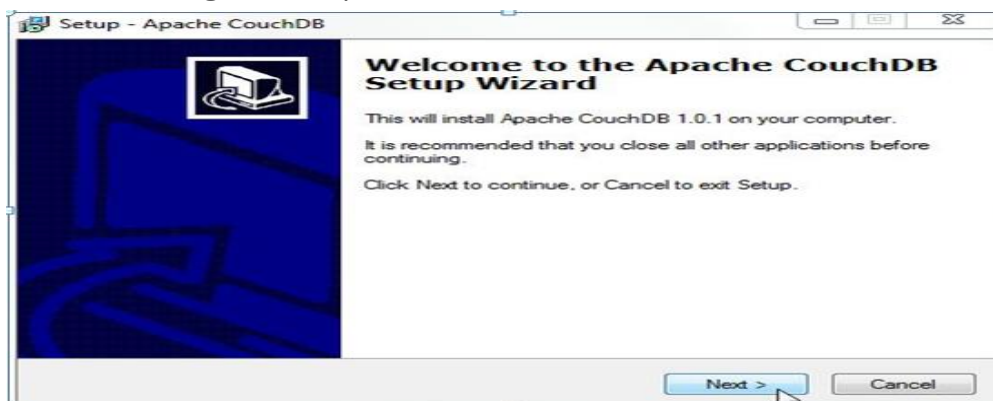 Setup - Apache CouchDB
Welcome to the Apache CouchDB
Setup Wizard
This will install Apache CouchDB 1.0.1 on your computer.
It is recommended that you close all other applications before
continuing.
Click Next to continue, or Cancel to exit Setup.
Next >
Cancel